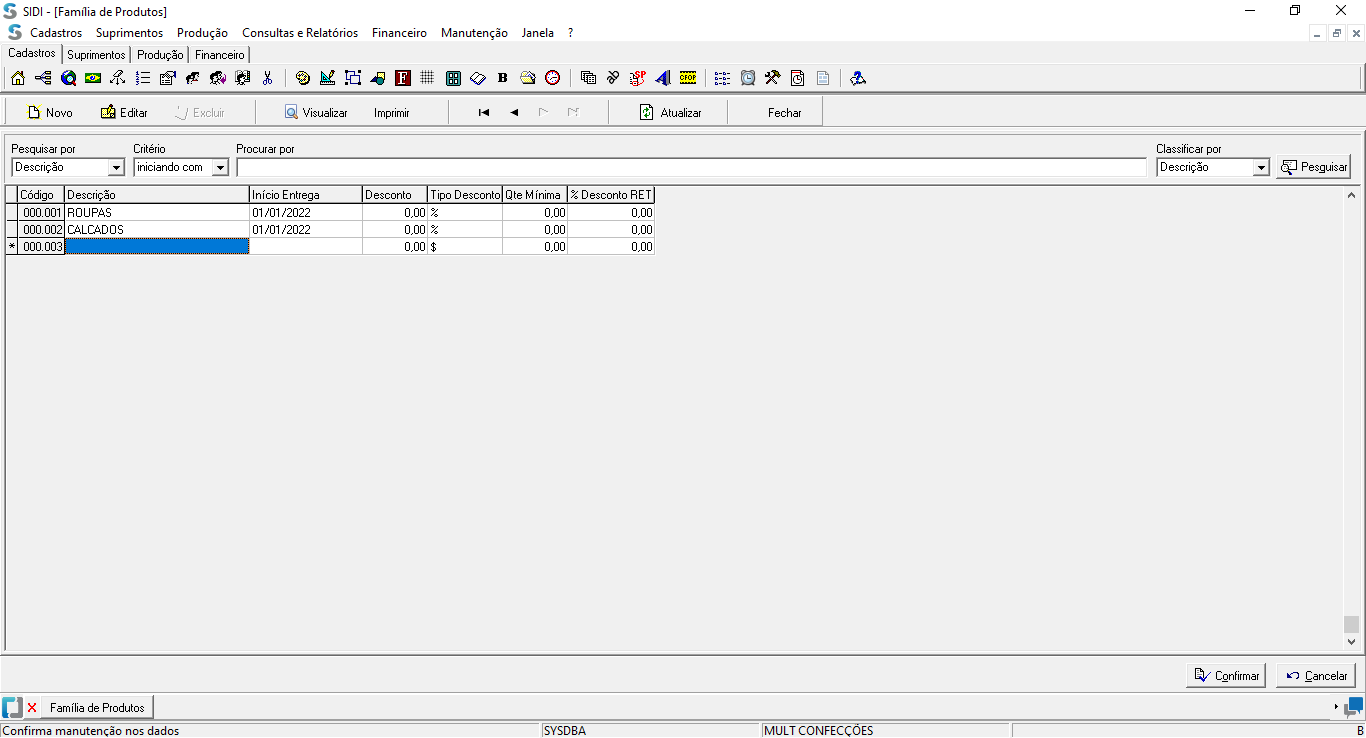 SIDI - [Família de Produtos]
Cadastros Suprimentos Produção Consultas e Relatórios Financeiro Manutenção Janela ?
Cadastros Suprimentos Produção Financeiro
F B SP CFOP
Novo Editar Excluir Visualizar Imprimir Atualizar Fechar
Pesquisar por Critério Procurar por Classificar por
Descrição iniciando com Descrição Pesquisar
Código Descrição Início Entrega Desconto Tipo Desconto Qte Mínima % Desconto RET
000.001 ROUPAS 01/01/2022 0,00 % 0,00 0,00
000.002 CALCADOS 01/01/2022 0,00 % 0,00 0,00
* 000.003 0,00 $ 0,00 0,00
Confirmar Cancelar
Família de Produtos
Confirma manutenção nos dados SYSDBA MULT CONFECÇÕES B